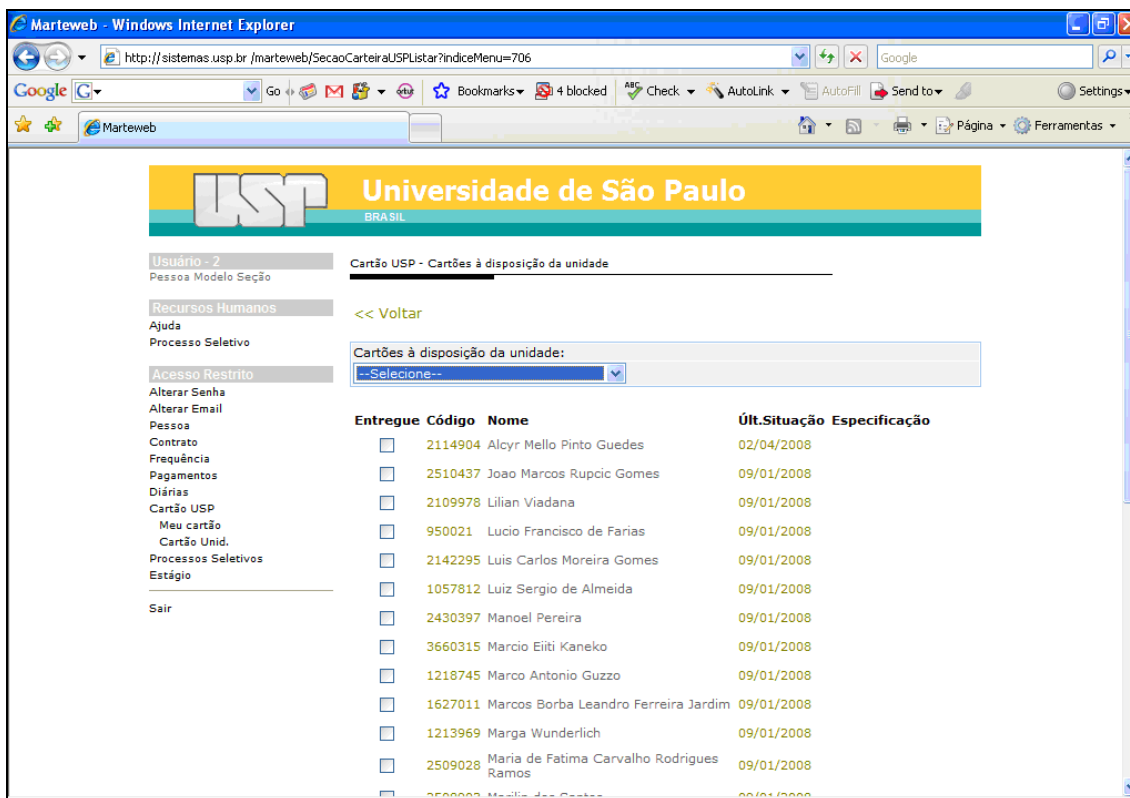 Marteweb - Windows Internet Explorer
http://sistemas.usp.br /marteweb/SecaoCarteiraUSPListar?indiceMenu=706
Google
Google G
Go
ortur
Bookmarks
4 blocked
ABC Check
AutoLink
AutoFill
Send to
Settings
Marteweb
Página
Ferramentas
USP
Universidade de São Paulo
BRASIL
Usuário - 2
Pessoa Modelo Seção
Recursos Humanos
Ajuda
Processo Seletivo
Acesso Restrito
Alterar Senha
Alterar Email
Pessoa
Contrato
Frequência
Pagamentos
Diárias
Cartão USP
Meu cartão
Cartão Unid.
Processos Seletivos
Estágio
Sair
Cartão USP - Cartões à disposição da unidade
<< Voltar
Cartões à disposição da unidade:
--Selecione--
Entregue Código Nome Últ.Situação Especificação
2114904 Alcyr Mello Pinto Guedes 02/04/2008
2510437 Joao Marcos Rupcic Gomes 09/01/2008
2109978 Lilian Viadana 09/01/2008
950021 Lucio Francisco de Farias 09/01/2008
2142295 Luis Carlos Moreira Gomes 09/01/2008
1057812 Luiz Sergio de Almeida 09/01/2008
2430397 Manoel Pereira 09/01/2008
3660315 Marcio Eiiti Kaneko 09/01/2008
1218745 Marco Antonio Guzzo 09/01/2008
1627011 Marcos Borba Leandro Ferreira Jardim 09/01/2008
1213969 Marga Wunderlich 09/01/2008
2509028 Maria de Fatima Carvalho Rodrigues Ramos 09/01/2008